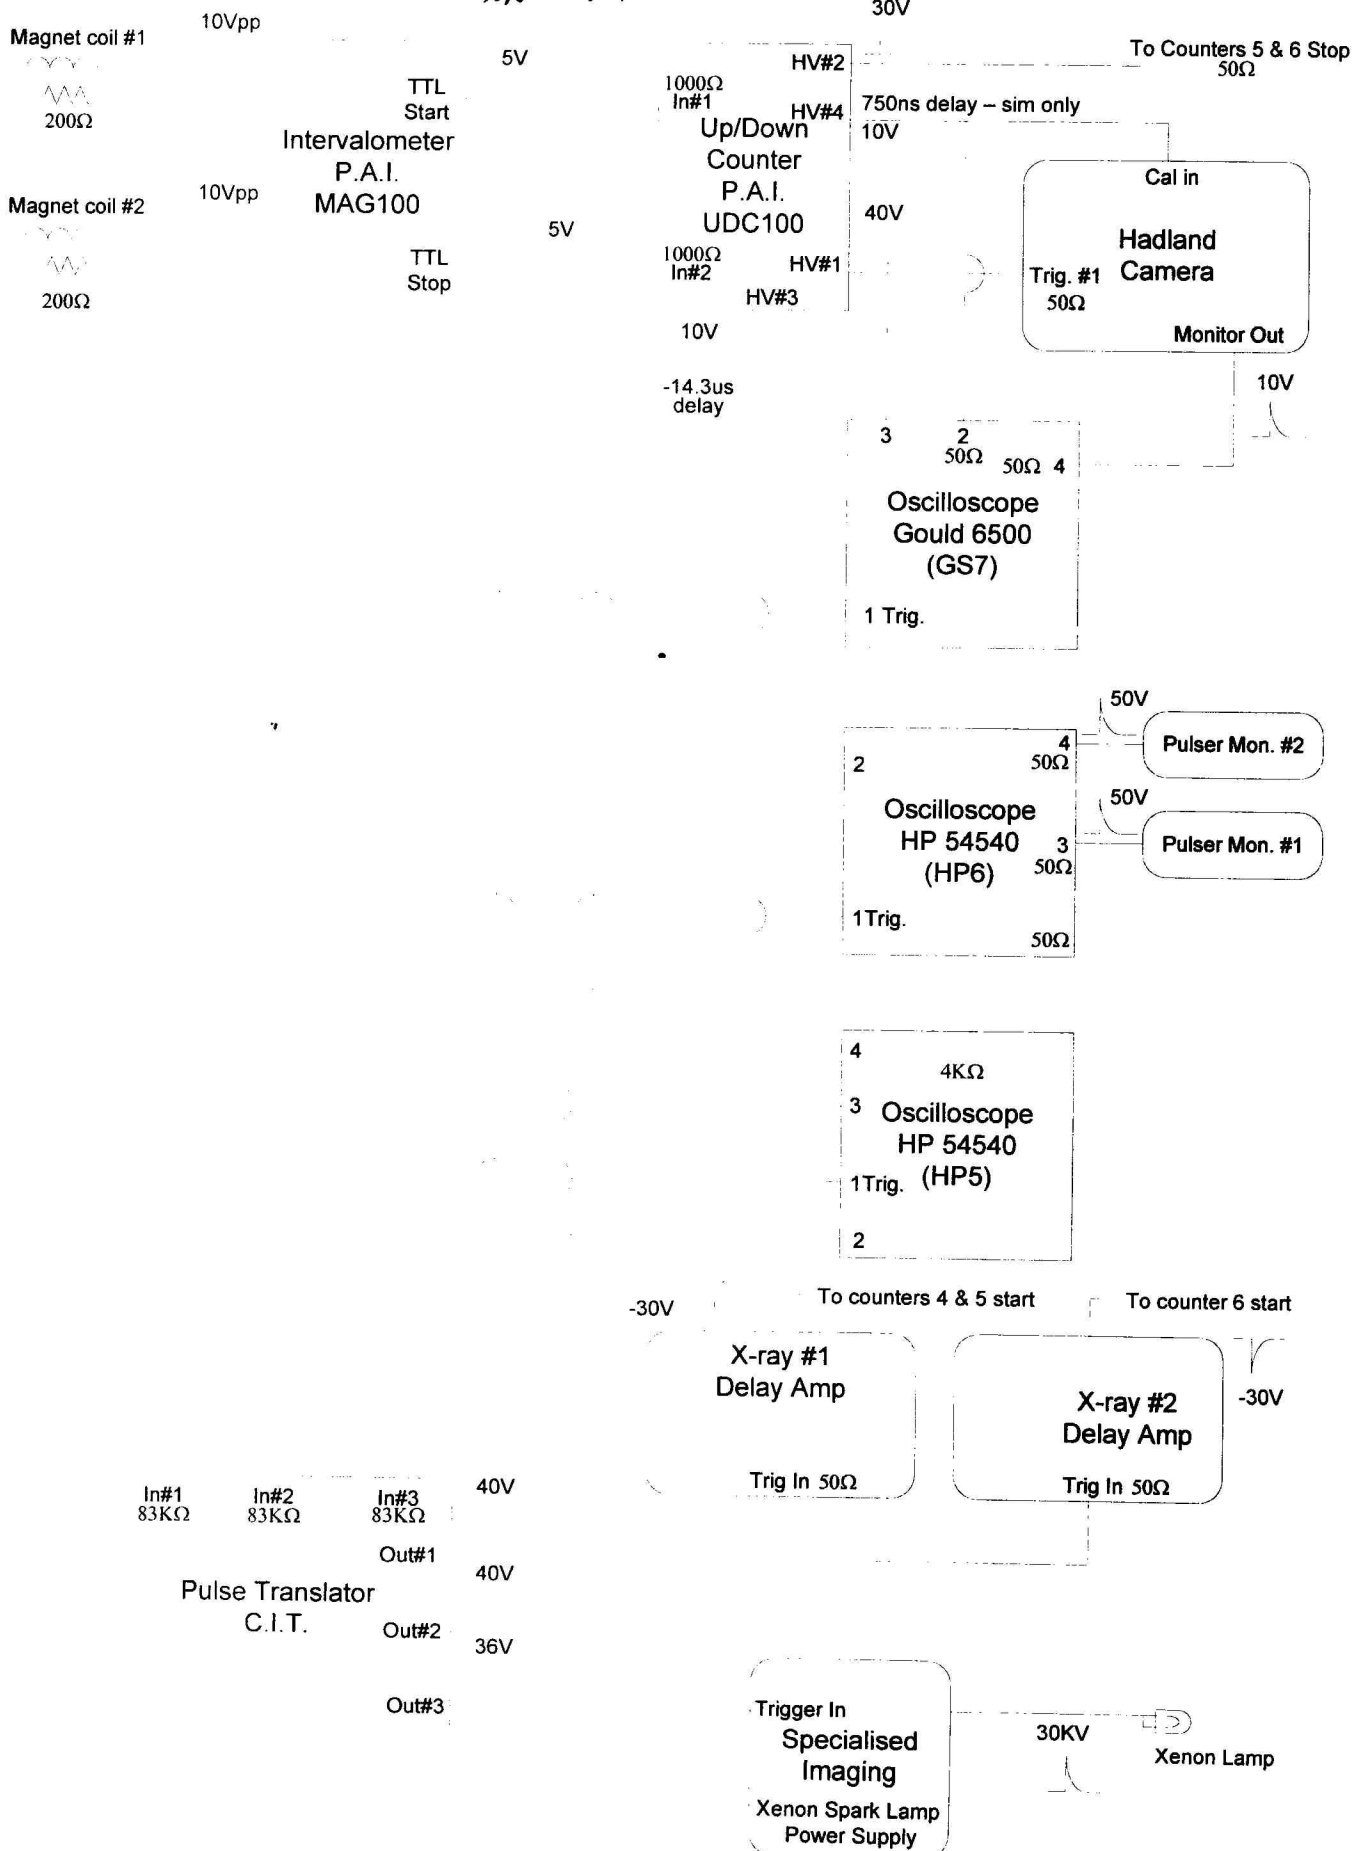 30V
10Vpp
Magnet coil #1
200Ω
5V
TTL
Start
Intervalometer
P.A.I.
MAG100
10Vpp
Magnet coil #2
200Ω
5V
TTL
Stop
HV#2
1000Ω
In#1
HV#4
Up/Down
Counter
P.A.I.
UDC100
1000Ω
In#2
HV#1
HV#3
10V
-14.3us
delay
To Counters 5 & 6 Stop
50Ω
750ns delay – sim only
10V
40V
Cal in
Hadland
Camera
Trig. #1
50Ω
Monitor Out
10V
3
2
50Ω
50Ω 4
Oscilloscope
Gould 6500
(GS7)
1 Trig.
50V
4
50Ω
Pulser Mon. #2
2
Oscilloscope
HP 54540
(HP6)
50V
3
50Ω
Pulser Mon. #1
1Trig.
50Ω
4
4KΩ
3
Oscilloscope
HP 54540
(HP5)
1Trig.
2
-30V
To counters 4 & 5 start
To counter 6 start
X-ray #1
Delay Amp
Trig In 50Ω
X-ray #2
Delay Amp
Trig In 50Ω
-30V
In#1
83KΩ
In#2
83KΩ
In#3
83KΩ
40V
Out#1
40V
Pulse Translator
C.I.T.
Out#2
36V
Out#3
Trigger In
Specialised
Imaging
Xenon Spark Lamp
Power Supply
30KV
Xenon Lamp